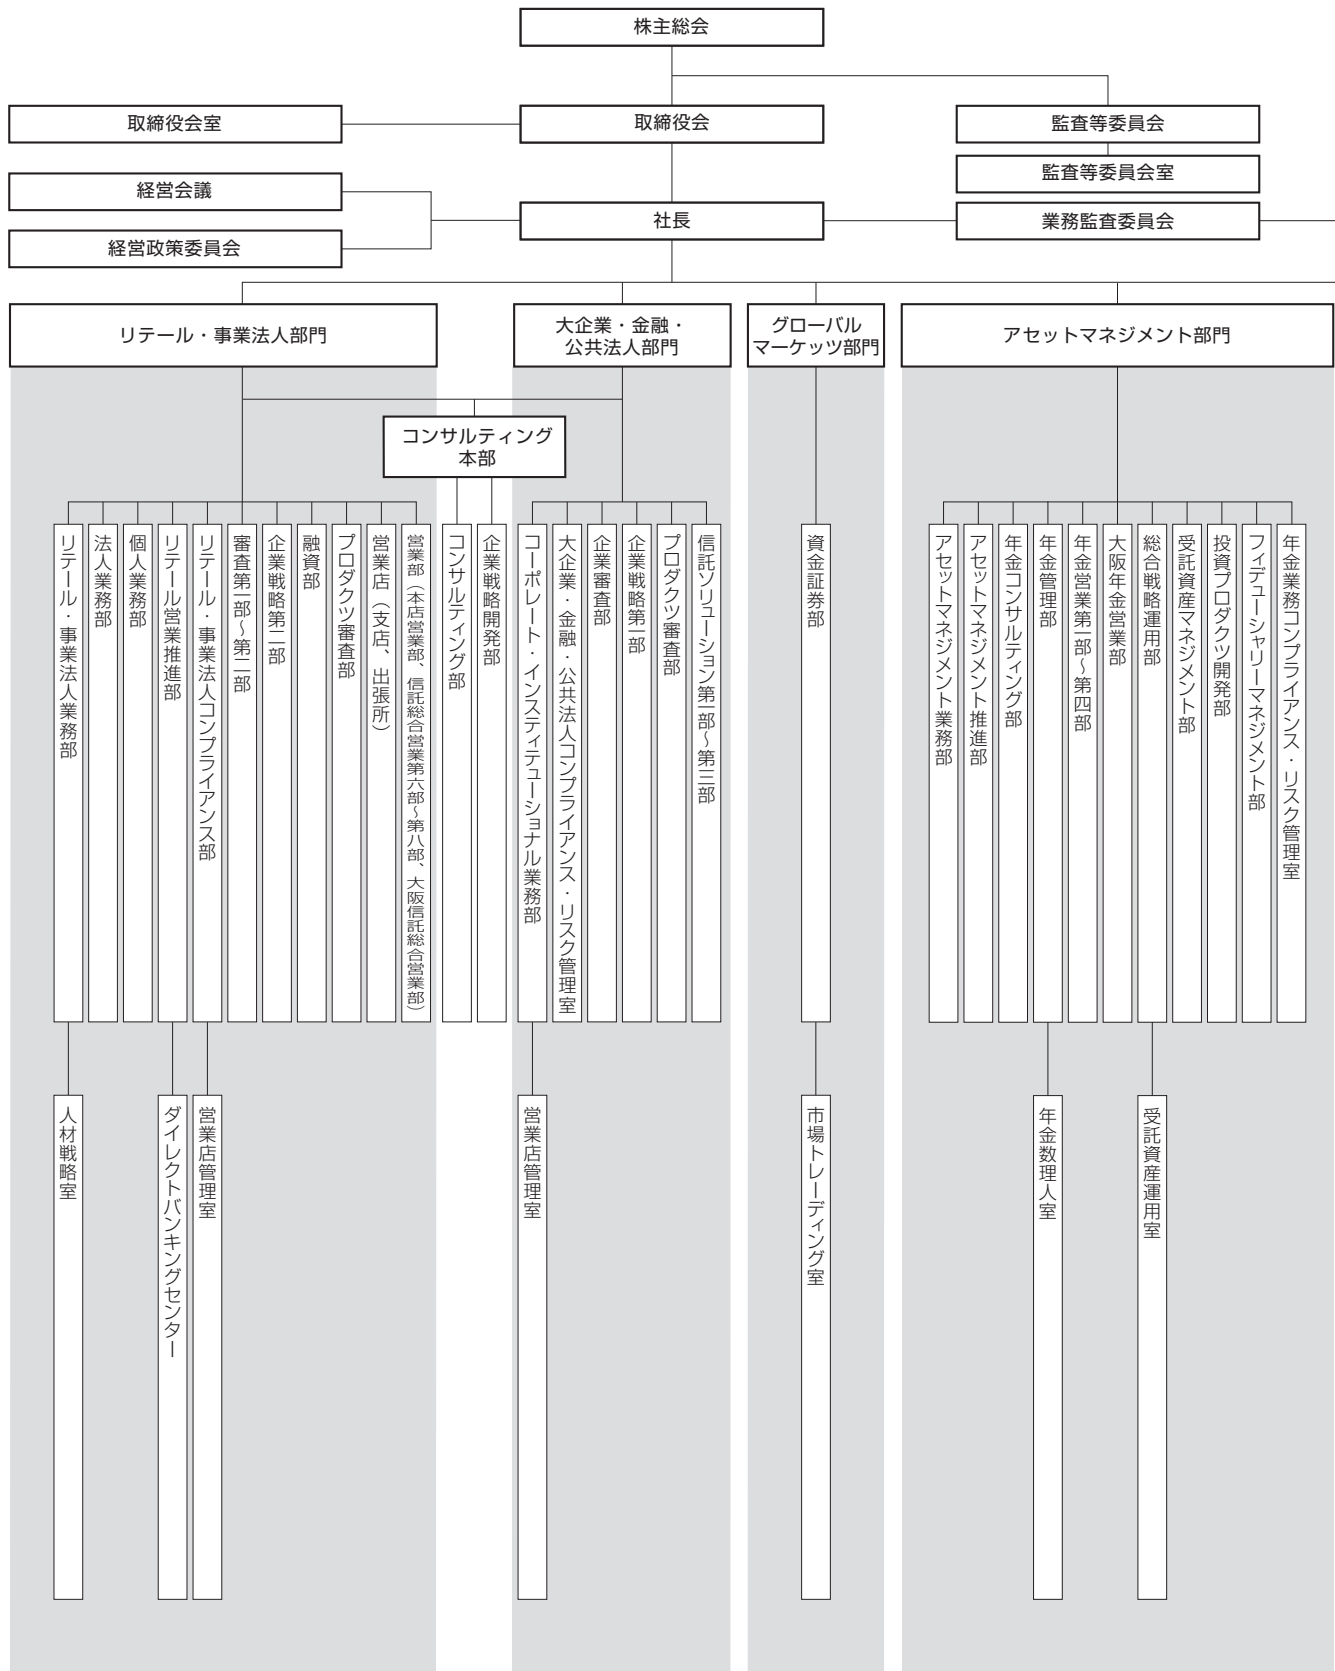 株主総会
取締役会室
取締役会
監査等委員会
監査等委員会室
経営会議
経営政策委員会
社長
業務監査委員会
リテール・事業法人部門
大企業・金融・
公共法人部門
グローバル
マーケッツ部門
アセットマネジメント部門
コンサルティング
本部
リテール・事業法人業務部
法人業務部
個人業務部
リテール営業推進部
リテール・事業法人コンプライアンス部
審査第一部～第二部
企業戦略第二部
融資部
プロダクツ審査部
営業店（支店、出張所）
営業部（本店営業部、信託総合営業第六部～第八部、大阪信託総合営業部）
コンサルティング部
企業戦略開発部
コーポレート・インスティテューショナル業務部
大企業・金融・公共法人コンプライアンス・リスク管理室
企業審査部
企業戦略第一部
プロダクツ審査部
信託ソリューション第一部～第三部
資金証券部
アセットマネジメント業務部
アセットマネジメント推進部
年金コンサルティング部
年金管理部
年金営業第一部～第四部
大阪年金営業部
総合戦略運用部
受託資産マネジメント部
投資プロダクツ開発部
フィデューシャリーマネジメント部
年金業務コンプライアンス・リスク管理室
人材戦略室
ダイレクトバンキングセンター
営業店管理室
営業店管理室
市場トレーディング室
年金数理人室
受託資産運用室